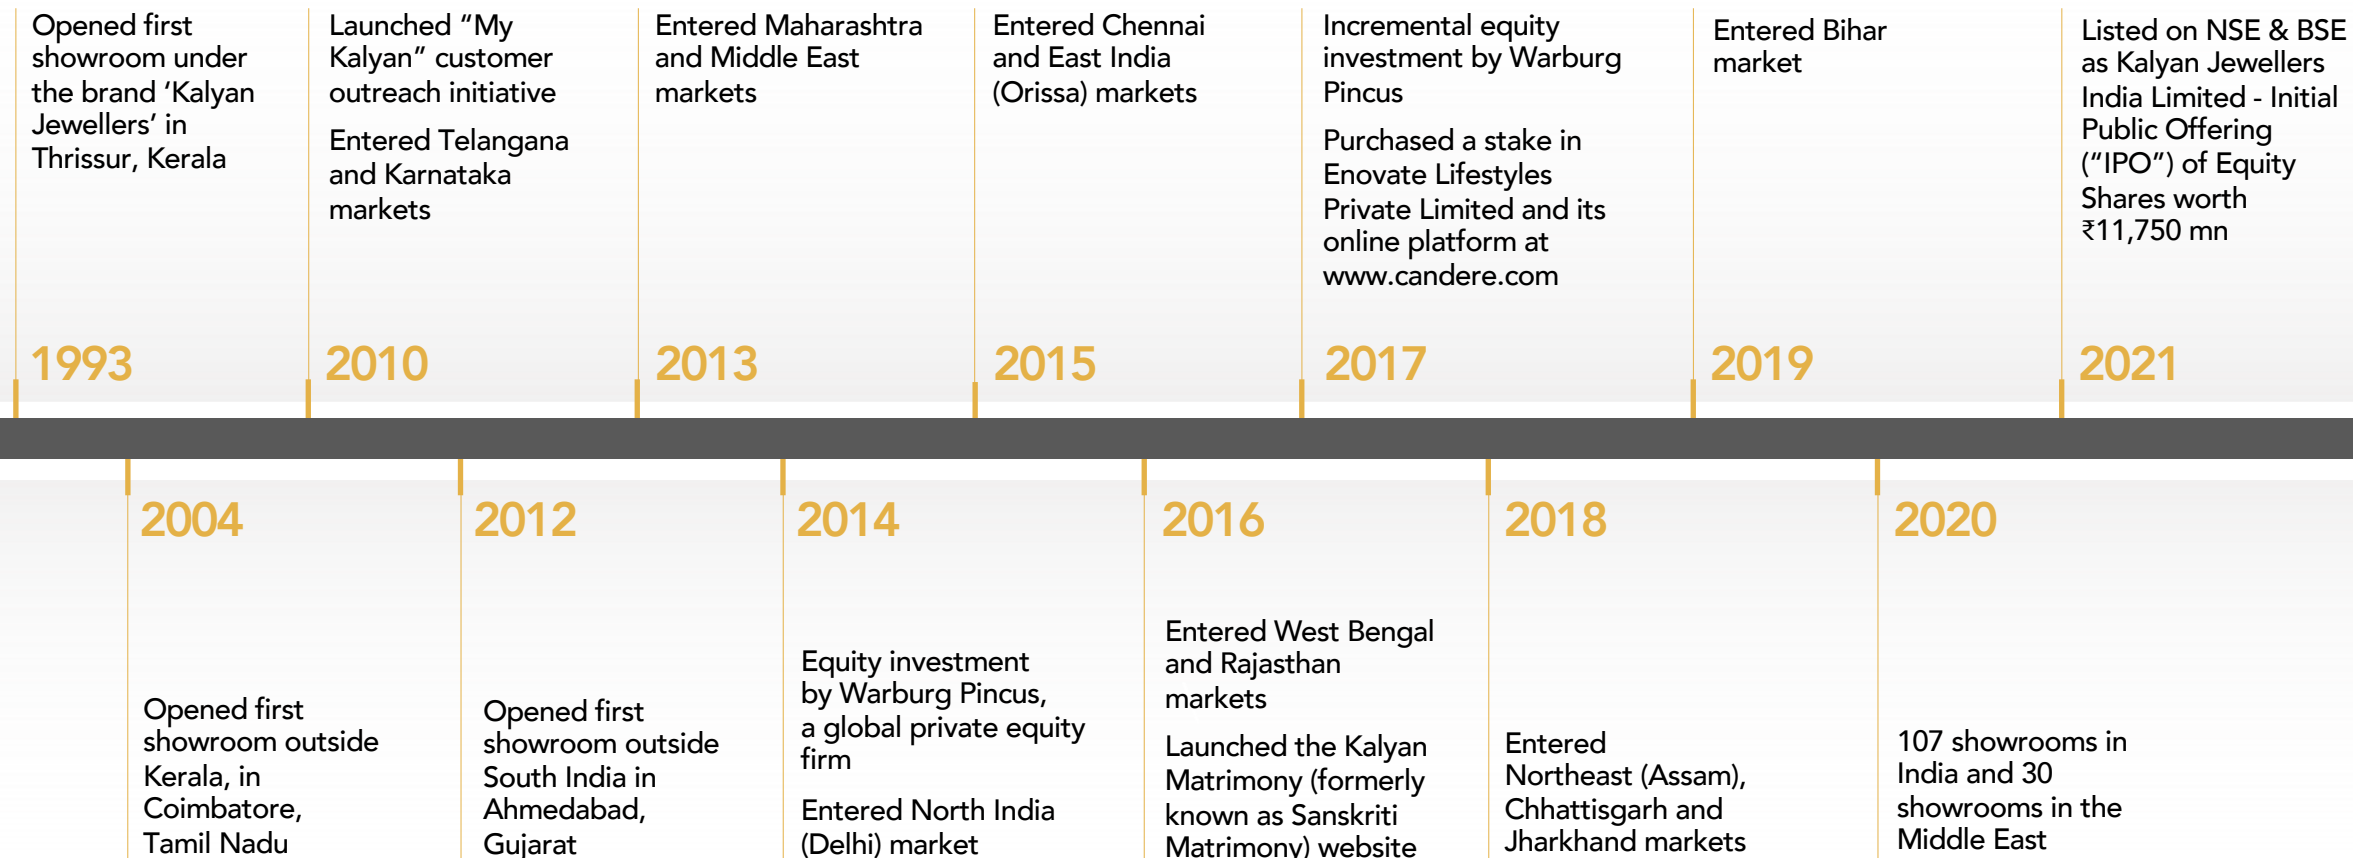 Opened first
showroom under
the brand ‘Kalyan
Jewellers’ in
Thrissur, Kerala
1993
Launched “My
Kalyan” customer
outreach initiative
Entered Telangana
and Karnataka
markets
2010
Entered Maharashtra
and Middle East
markets
2013
Entered Chennai
and East India
(Orissa) markets
2015
Incremental equity
investment by Warburg
Pincus
Purchased a stake in
Enovate Lifestyles
Private Limited and its
online platform at
www.candere.com
2017
Entered Bihar
market
2019
Listed on NSE & BSE
as Kalyan Jewellers
India Limited - Initial
Public Offering
(“IPO”) of Equity
Shares worth
₹11,750 mn
2021
2004
Opened first
showroom outside
Kerala, in
Coimbatore,
Tamil Nadu
2012
Opened first
showroom outside
South India in
Ahmedabad,
Gujarat
2014
Equity investment
by Warburg Pincus,
a global private equity
firm
Entered North India
(Delhi) market
2016
Entered West Bengal
and Rajasthan
markets
Launched the Kalyan
Matrimony (formerly
known as Sanskriti
Matrimony) website
2018
Entered
Northeast (Assam),
Chhattisgarh and
Jharkhand markets
2020
107 showrooms in
India and 30
showrooms in the
Middle East